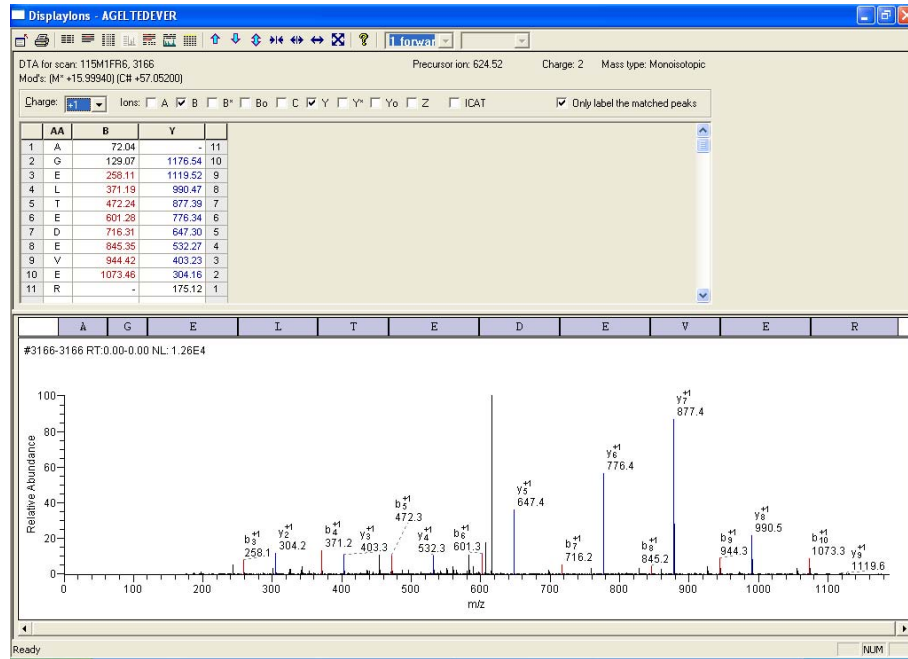 DisplayIons - AGELTEDEVER
1 forwar
DTA for scan: 115M1FR6, 3166 Precursor ion: 624.52 Charge: 2 Mass type: Monoisotopic
Mod's: (M* +15.99940) (C# +57.05200)
Charge: +1 Ions: A B B* Bo C Y Y* Yo Z ICAT Only label the matched peaks
AA B Y
1 A 72.04 - 11
2 G 129.07 1176.54 10
3 E 258.11 1119.52 9
4 L 371.19 990.47 8
5 T 472.24 877.39 7
6 E 601.28 776.34 6
7 D 716.31 647.30 5
8 E 845.35 532.27 4
9 V 944.42 403.23 3
10 E 1073.46 304.16 2
11 R - 175.12 1
A G E L T E D E V E R
#3166-3166 RT:0.00-0.00 NL: 1.26E4
Relative Abundance
100
80
60
40
20
0
b3+1
258.1
y2+1
304.2
b4+1
371.2
y3+1
403.3
b5+1
472.3
y4+1
532.3
b6+1
601.3
y5+1
647.4
b7+1
716.2
y6+1
776.4
b8+1
845.2
y7+1
877.4
b9+1
944.3
y8+1
990.5
b10+1
1073.3
y9+1
1119.6
0 100 200 300 400 500 600 700 800 900 1000 1100
m/z
Ready NUM